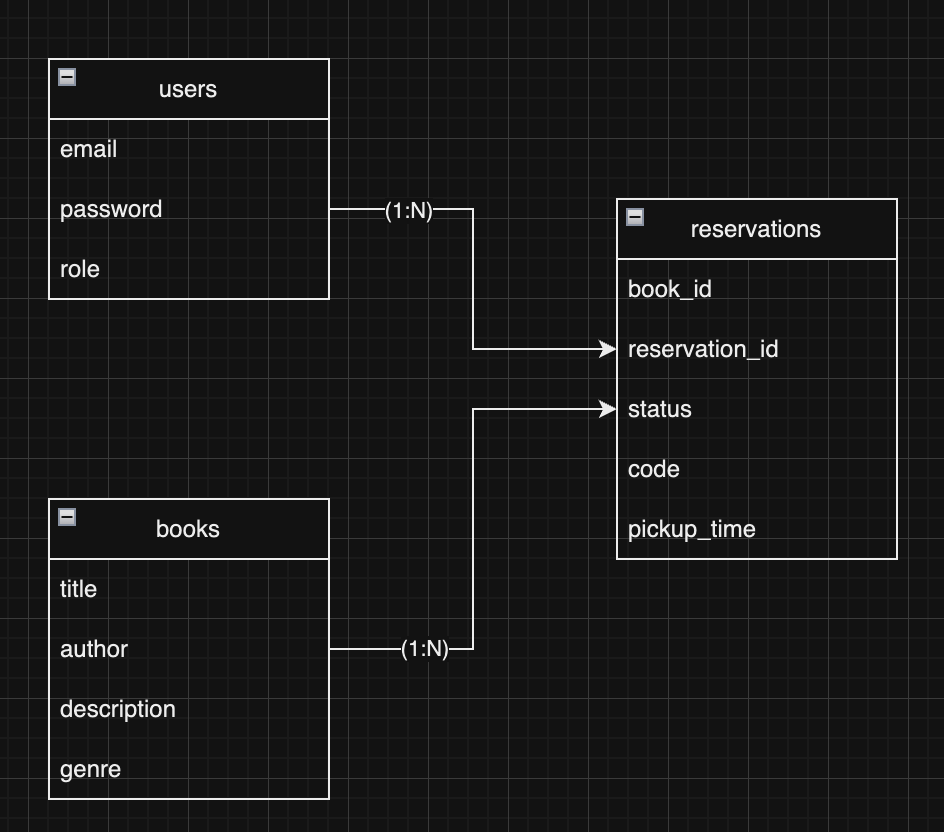 users
email
password
role
(1:N)
reservations
book_id
reservation_id
status
code
pickup_time
books
title
author
description
genre
(1:N)